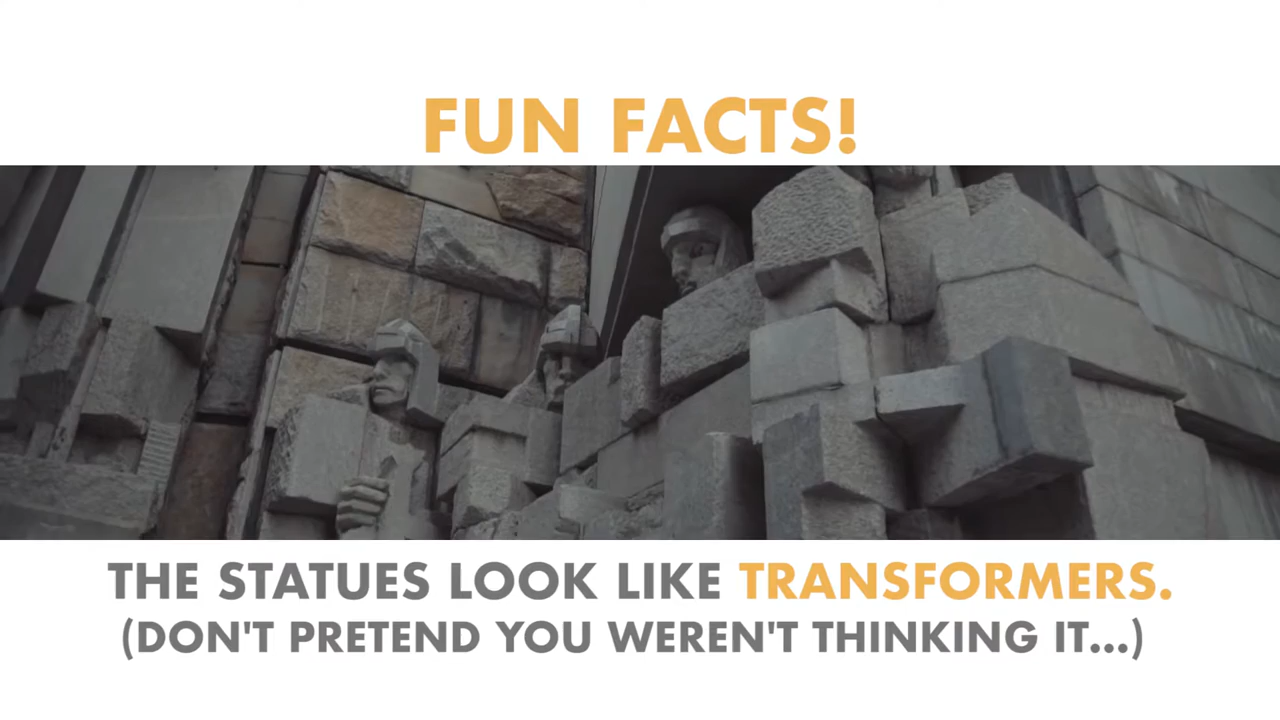 FUN FACTS!
THE STATUES LOOK LIKE TRANSFORMERS.
(DON'T PRETEND YOU WEREN'T THINKING IT...)